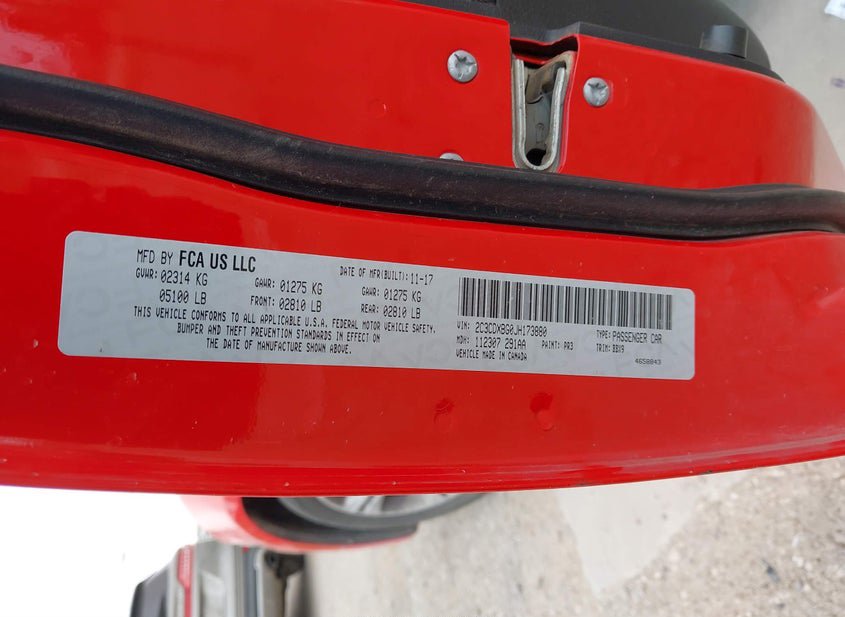 MFD BY FCA US LLC
DATE OF MFR(BUILT): 11-17
GVWR: 02314 KG
GAWR: 01275 KG
GAWR: 01275 KG
05100 LB
FRONT: 02810 LB
REAR: 02810 LB
THIS VEHICLE CONFORMS TO ALL APPLICABLE U.S.A. FEDERAL MOTOR VEHICLE SAFETY,
BUMPER AND THEFT PREVENTION STANDARDS IN EFFECT ON
THE DATE OF MANUFACTURE SHOWN ABOVE.
VIN: 2C3CDXBG0JH173880
TYPE: PASSENGER CAR
MDH: 112307 291AA
PAINT: PR3
TRIM: BBX9
VEHICLE MADE IN CANADA
46588431